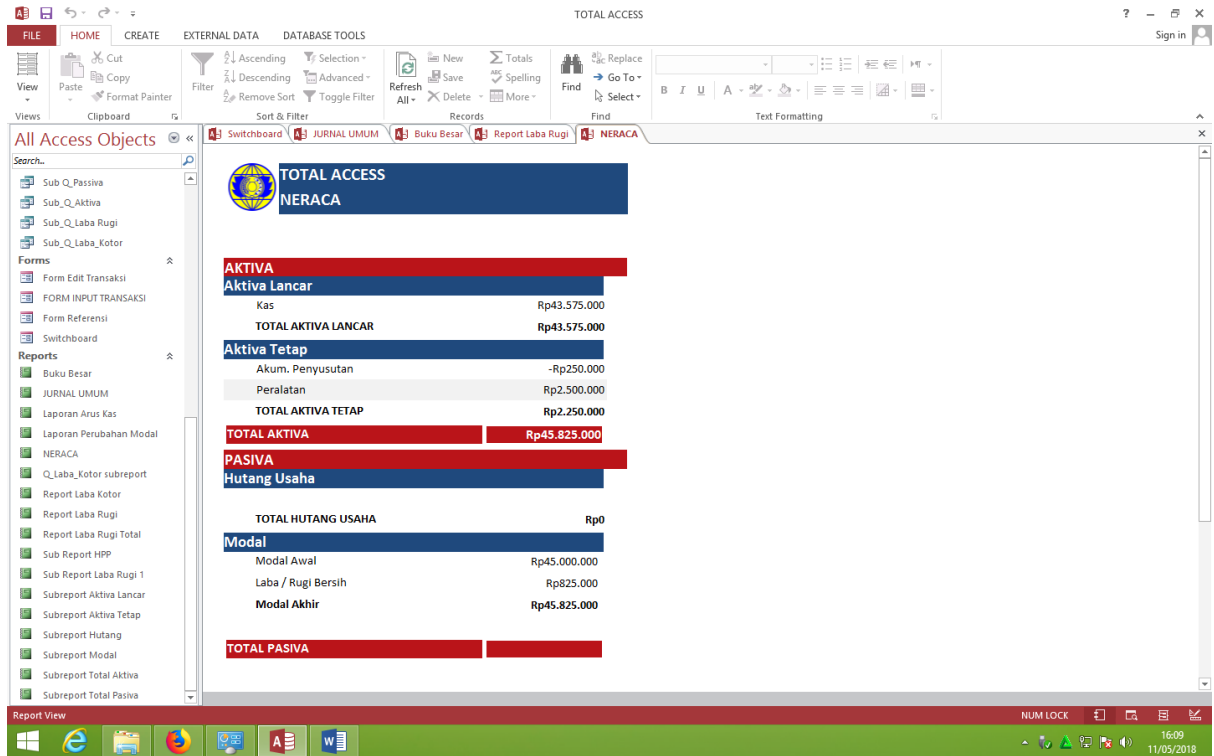 TOTAL ACCESS
? 
FILE HOME CREATE EXTERNAL DATA DATABASE TOOLS Sign in
View
Views
Paste
Cut
Copy
Format Painter
Clipboard
Filter
Ascending
Descending
Remove Sort
Selection
Advanced
Toggle Filter
Sort & Filter
Refresh
All
New
Save
Delete
Totals
Spelling
More
Records
Find
Replace
Go To
Select
Find
B I U A
Text Formatting
All Access Objects «
Search..
Sub Q_Passiva
Sub_Q_Aktiva
Sub_Q_Laba Rugi
Sub_Q_Laba_Kotor
Forms
Form Edit Transaksi
FORM INPUT TRANSAKSI
Form Referensi
Switchboard
Reports
Buku Besar
JURNAL UMUM
Laporan Arus Kas
Laporan Perubahan Modal
NERACA
Q_Laba_Kotor subreport
Report Laba Kotor
Report Laba Rugi
Report Laba Rugi Total
Sub Report HPP
Sub Report Laba Rugi 1
Subreport Aktiva Lancar
Subreport Aktiva Tetap
Subreport Hutang
Subreport Modal
Subreport Total Aktiva
Subreport Total Pasiva
Switchboard JURNAL UMUM Buku Besar Report Laba Rugi NERACA
TOTAL ACCESS
NERACA
AKTIVA
Aktiva Lancar
Kas Rp43.575.000
TOTAL AKTIVA LANCAR Rp43.575.000
Aktiva Tetap
Akum. Penyusutan -Rp250.000
Peralatan Rp2.500.000
TOTAL AKTIVA TETAP Rp2.250.000
TOTAL AKTIVA Rp45.825.000
PASIVA
Hutang Usaha
TOTAL HUTANG USAHA Rp0
Modal
Modal Awal Rp45.000.000
Laba / Rugi Bersih Rp825.000
Modal Akhir Rp45.825.000
TOTAL PASIVA
Report View NUM LOCK
16:09
11/05/2018